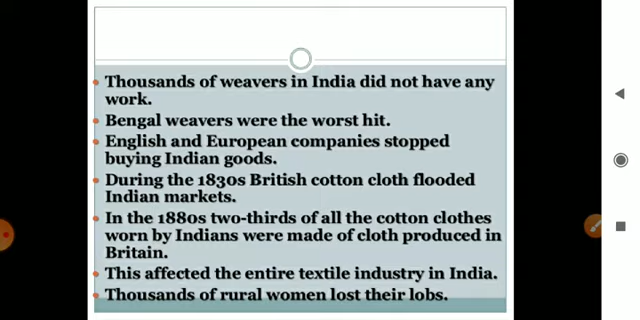 Thousands of weavers in India did not have any
work.
Bengal weavers were the worst hit.
English and European companies stopped
buying Indian goods.
During the 1830s British cotton cloth flooded
Indian markets.
In the 1880s two-thirds of all the cotton clothes
worn by Indians were made of cloth produced in
Britain.
This affected the entire textile industry in India.
Thousands of rural women lost their lobs.